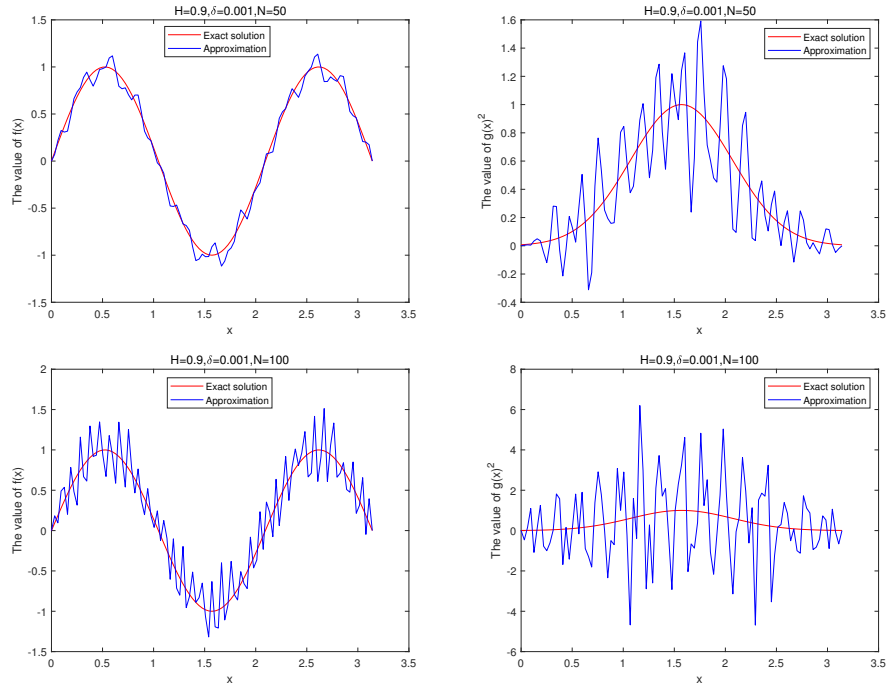 H=0.9,δ=0.001,N=50
Exact solution
Approximation
The value of f(x)
1.5
1
0.5
0
-0.5
-1
-1.5
0 0.5 1 1.5 2 2.5 3 3.5
x
H=0.9,δ=0.001,N=50
Exact solution
Approximation
The value of g(x)²
1.6
1.4
1.2
1
0.8
0.6
0.4
0.2
0
-0.2
-0.4
0 0.5 1 1.5 2 2.5 3 3.5
x
H=0.9,δ=0.001,N=100
Exact solution
Approximation
The value of f(x)
2
1.5
1
0.5
0
-0.5
-1
-1.5
0 0.5 1 1.5 2 2.5 3 3.5
x
H=0.9,δ=0.001,N=100
Exact solution
Approximation
The value of g(x)²
8
6
4
2
0
-2
-4
-6
0 0.5 1 1.5 2 2.5 3 3.5
x